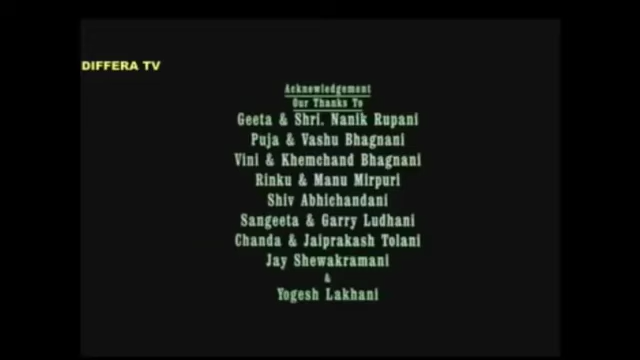 DIFFERA TV
Acknowledgement
Our Thanks To
Geeta & Shri. Nanik Rupani
Puja & Vashu Bhagnani
Vini & Khemchand Bhagnani
Rinku & Manu Mirpuri
Shiv Abhichandani
Sangeeta & Garry Ludhani
Chanda & Jaiprakash Tolani
Jay Shewakramani
&
Yogesh Lakhani